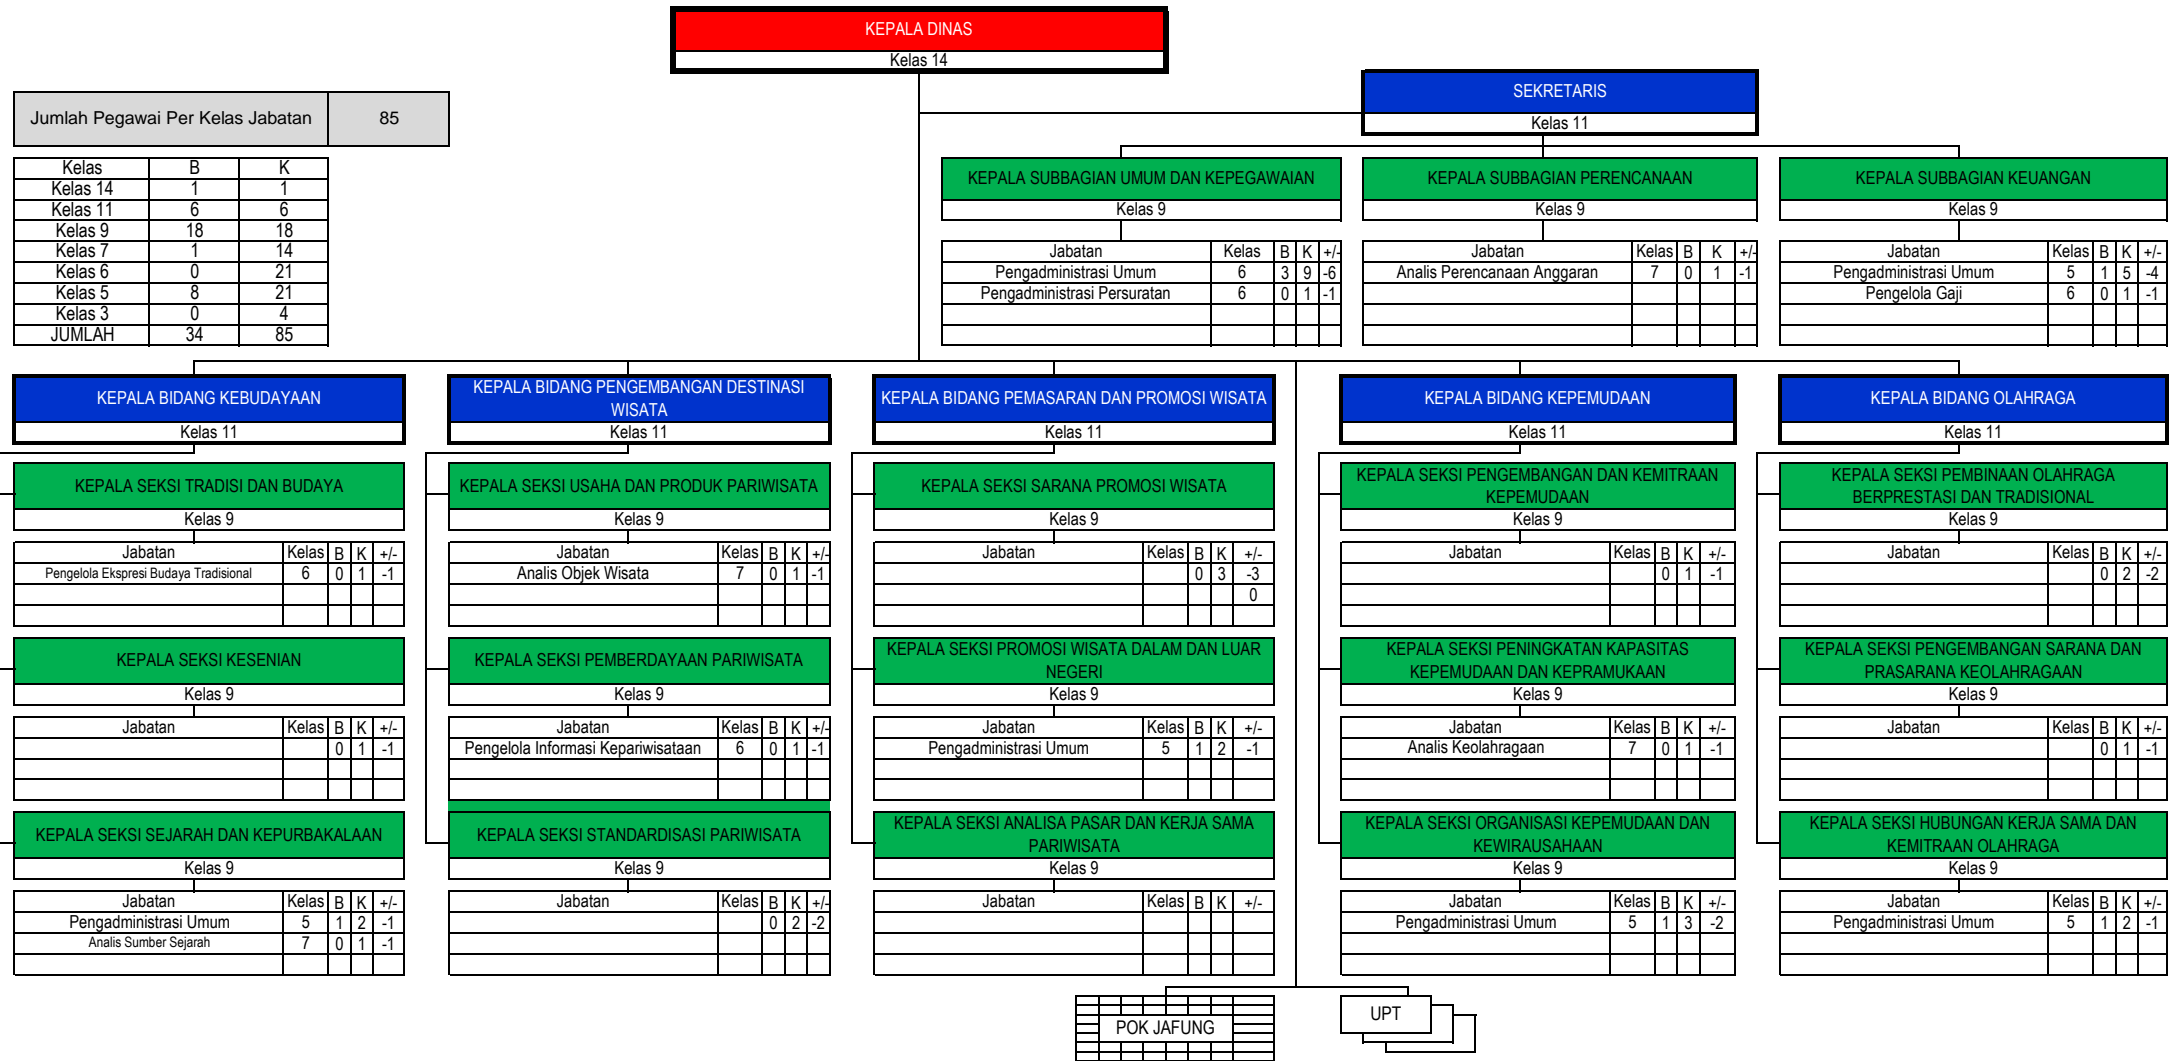 KEPALA DINAS
Kelas 14
SEKRETARIS
Kelas 11
Jumlah Pegawai Per Kelas Jabatan 85
Kelas B K
Kelas 14 1 1
Kelas 11 6 6
Kelas 9 18 18
Kelas 7 1 14
Kelas 6 0 21
Kelas 5 8 21
Kelas 3 0 4
JUMLAH 34 85
KEPALA SUBBAGIAN UMUM DAN KEPEGAWAIAN
Kelas 9
Jabatan Kelas B K +/-
Pengadministrasi Umum 6 3 9 -6
Pengadministrasi Persuratan 6 0 1 -1
KEPALA SUBBAGIAN PERENCANAAN
Kelas 9
Jabatan Kelas B K +/-
Analis Perencanaan Anggaran 7 0 1 -1
KEPALA SUBBAGIAN KEUANGAN
Kelas 9
Jabatan Kelas B K +/-
Pengadministrasi Umum 5 1 5 -4
Pengelola Gaji 6 0 1 -1
KEPALA BIDANG KEBUDAYAAN
Kelas 11
KEPALA SEKSI TRADISI DAN BUDAYA
Kelas 9
Jabatan Kelas B K +/-
Pengelola Ekspresi Budaya Tradisional 6 0 1 -1
KEPALA SEKSI KESENIAN
Kelas 9
Jabatan Kelas B K +/-
0 1 -1
KEPALA SEKSI SEJARAH DAN KEPURBAKALAAN
Kelas 9
Jabatan Kelas B K +/-
Pengadministrasi Umum 5 1 2 -1
Analis Sumber Sejarah 7 0 1 -1
KEPALA BIDANG PENGEMBANGAN DESTINASI
WISATA
Kelas 11
KEPALA SEKSI USAHA DAN PRODUK PARIWISATA
Kelas 9
Jabatan Kelas B K +/-
Analis Objek Wisata 7 0 1 -1
KEPALA SEKSI PEMBERDAYAAN PARIWISATA
Kelas 9
Jabatan Kelas B K +/-
Pengelola Informasi Kepariwisataan 6 0 1 -1
KEPALA SEKSI STANDARDISASI PARIWISATA
Kelas 9
Jabatan Kelas B K +/-
0 2 -2
KEPALA BIDANG PEMASARAN DAN PROMOSI WISATA
Kelas 11
KEPALA SEKSI SARANA PROMOSI WISATA
Kelas 9
Jabatan Kelas B K +/-
0 3 -3
0
KEPALA SEKSI PROMOSI WISATA DALAM DAN LUAR
NEGERI
Kelas 9
Jabatan Kelas B K +/-
Pengadministrasi Umum 5 1 2 -1
KEPALA SEKSI ANALISA PASAR DAN KERJA SAMA
PARIWISATA
Kelas 9
Jabatan Kelas B K +/-
KEPALA BIDANG KEPEMUDAAN
Kelas 11
KEPALA SEKSI PENGEMBANGAN DAN KEMITRAAN
KEPEMUDAAN
Kelas 9
Jabatan Kelas B K +/-
0 1 -1
KEPALA SEKSI PENINGKATAN KAPASITAS
KEPEMUDAAN DAN KEPRAMUKAAN
Kelas 9
Jabatan Kelas B K +/-
Analis Keolahragaan 7 0 1 -1
KEPALA SEKSI ORGANISASI KEPEMUDAAN DAN
KEWIRAUSAHAAN
Kelas 9
Jabatan Kelas B K +/-
Pengadministrasi Umum 5 1 3 -2
KEPALA BIDANG OLAHRAGA
Kelas 11
KEPALA SEKSI PEMBINAAN OLAHRAGA
BERPRESTASI DAN TRADISIONAL
Kelas 9
Jabatan Kelas B K +/-
0 2 -2
KEPALA SEKSI PENGEMBANGAN SARANA DAN
PRASARANA KEOLAHRAGAAN
Kelas 9
Jabatan Kelas B K +/-
0 1 -1
KEPALA SEKSI HUBUNGAN KERJA SAMA DAN
KEMITRAAN OLAHRAGA
Kelas 9
Jabatan Kelas B K +/-
Pengadministrasi Umum 5 1 2 -1
POK JAFUNG
UPT